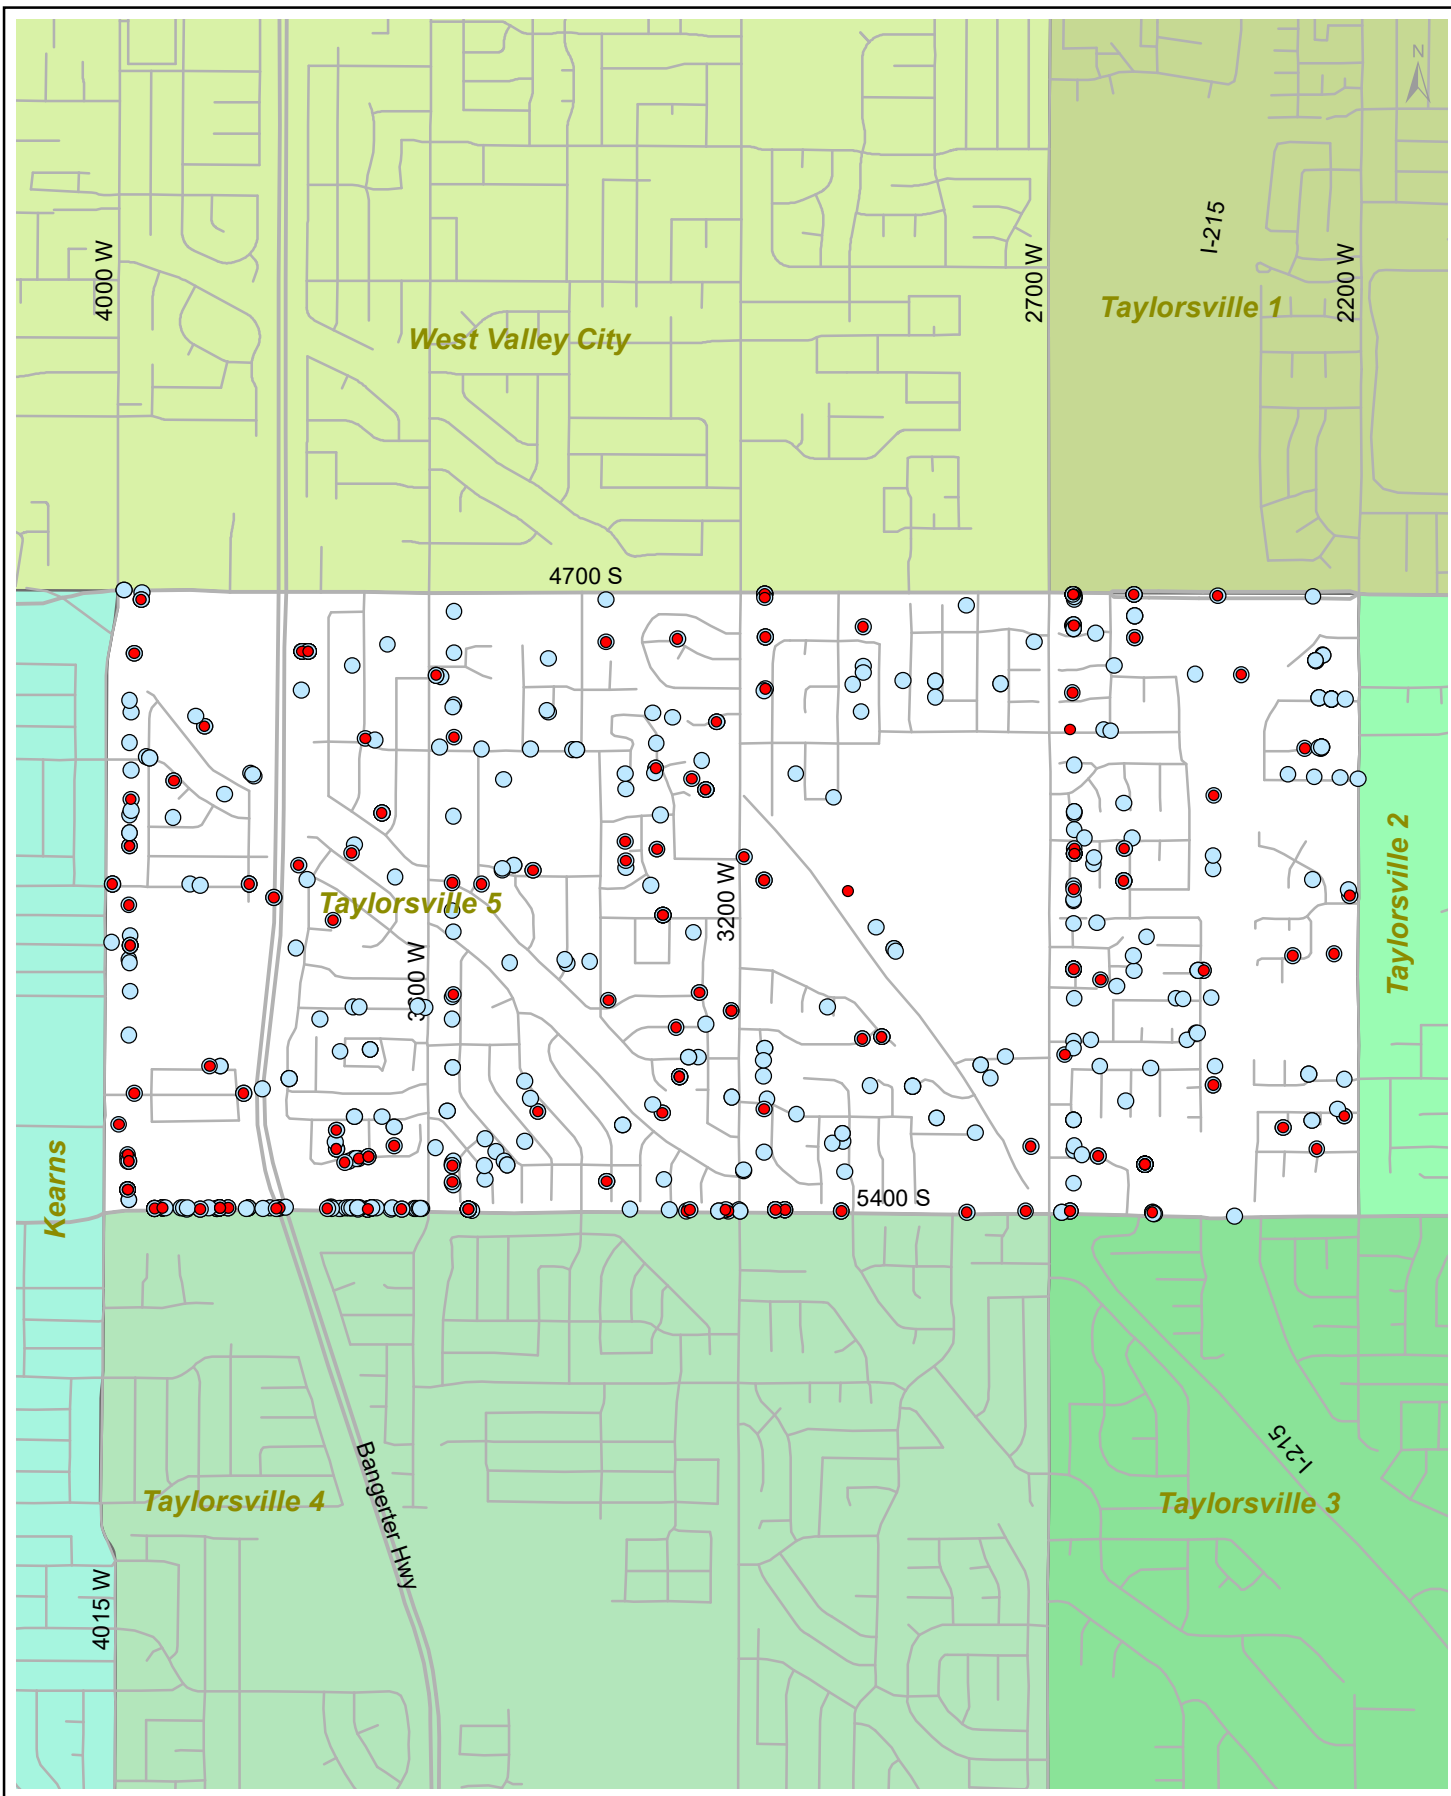 N
I-215
4000 W
2700 W
2200 W
Taylorsville 1
West Valley City
4700 S
Taylorsville 2
Taylorsville 5
3200 W
5400 S
Kearns
I-215
Taylorsville 4
Taylorsville 3
Bangerter Hwy
4015 W